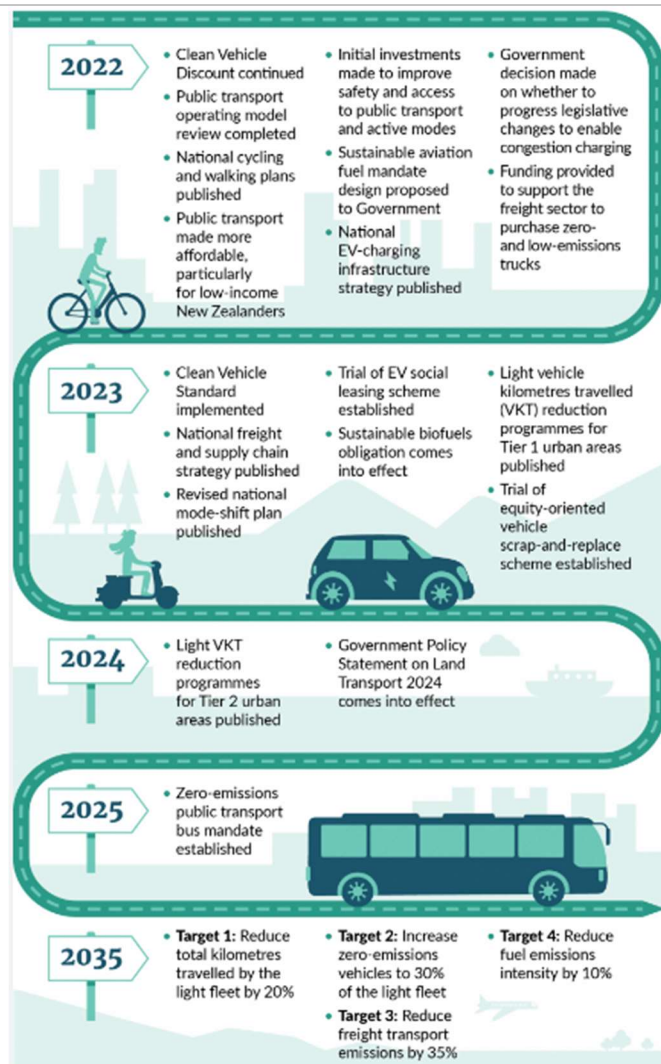 2022
• Clean Vehicle
Discount continued
• Public transport
operating model
review completed
• National cycling
and walking plans
published
• Public transport
made more
affordable,
particularly
for low-income
New Zealanders
• Initial investments
made to improve
safety and access
to public transport
and active modes
• Sustainable aviation
fuel mandate
design proposed
to Government
• National
EV-charging
infrastructure
strategy published
• Government
decision made
on whether to
progress legislative
changes to enable
congestion charging
• Funding provided
to support the
freight sector to
purchase zero-
and low-emissions
trucks
2023
• Clean Vehicle
Standard
implemented
• National freight
and supply chain
strategy published
• Revised national
mode-shift plan
published
• Trial of EV social
leasing scheme
established
• Sustainable biofuels
obligation comes
into effect
• Light vehicle
kilometres travelled
(VKT) reduction
programmes for
Tier 1 urban areas
published
• Trial of
equity-oriented
vehicle
scrap-and-replace
scheme established
2024
• Light VKT
reduction
programmes
for Tier 2 urban
areas published
• Government Policy
Statement on Land
Transport 2024
comes into effect
2025
• Zero-emissions
public transport
bus mandate
established
2035
• Target 1: Reduce
total kilometres
travelled by the
light fleet by 20%
• Target 2: Increase
zero-emissions
vehicles to 30%
of the light fleet
• Target 3: Reduce
freight transport
emissions by 35%
• Target 4: Reduce
fuel emissions
intensity by 10%